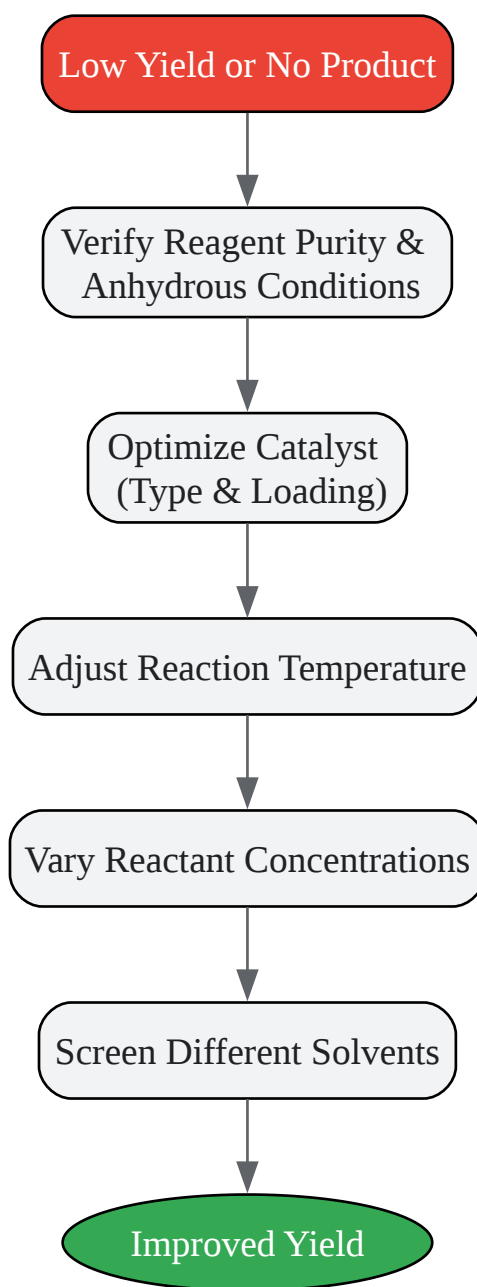 Low Yield or No Product
Verify Reagent Purity &
Anhydrous Conditions
Optimize Catalyst
(Type & Loading)
Adjust Reaction Temperature
Vary Reactant Concentrations
Screen Different Solvents
Improved Yield